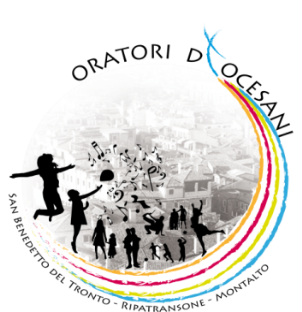 ORATORI DIOCESANI
SAN BENEDETTO DEL TRONTO - RIPATRANSONE - MONTALTO